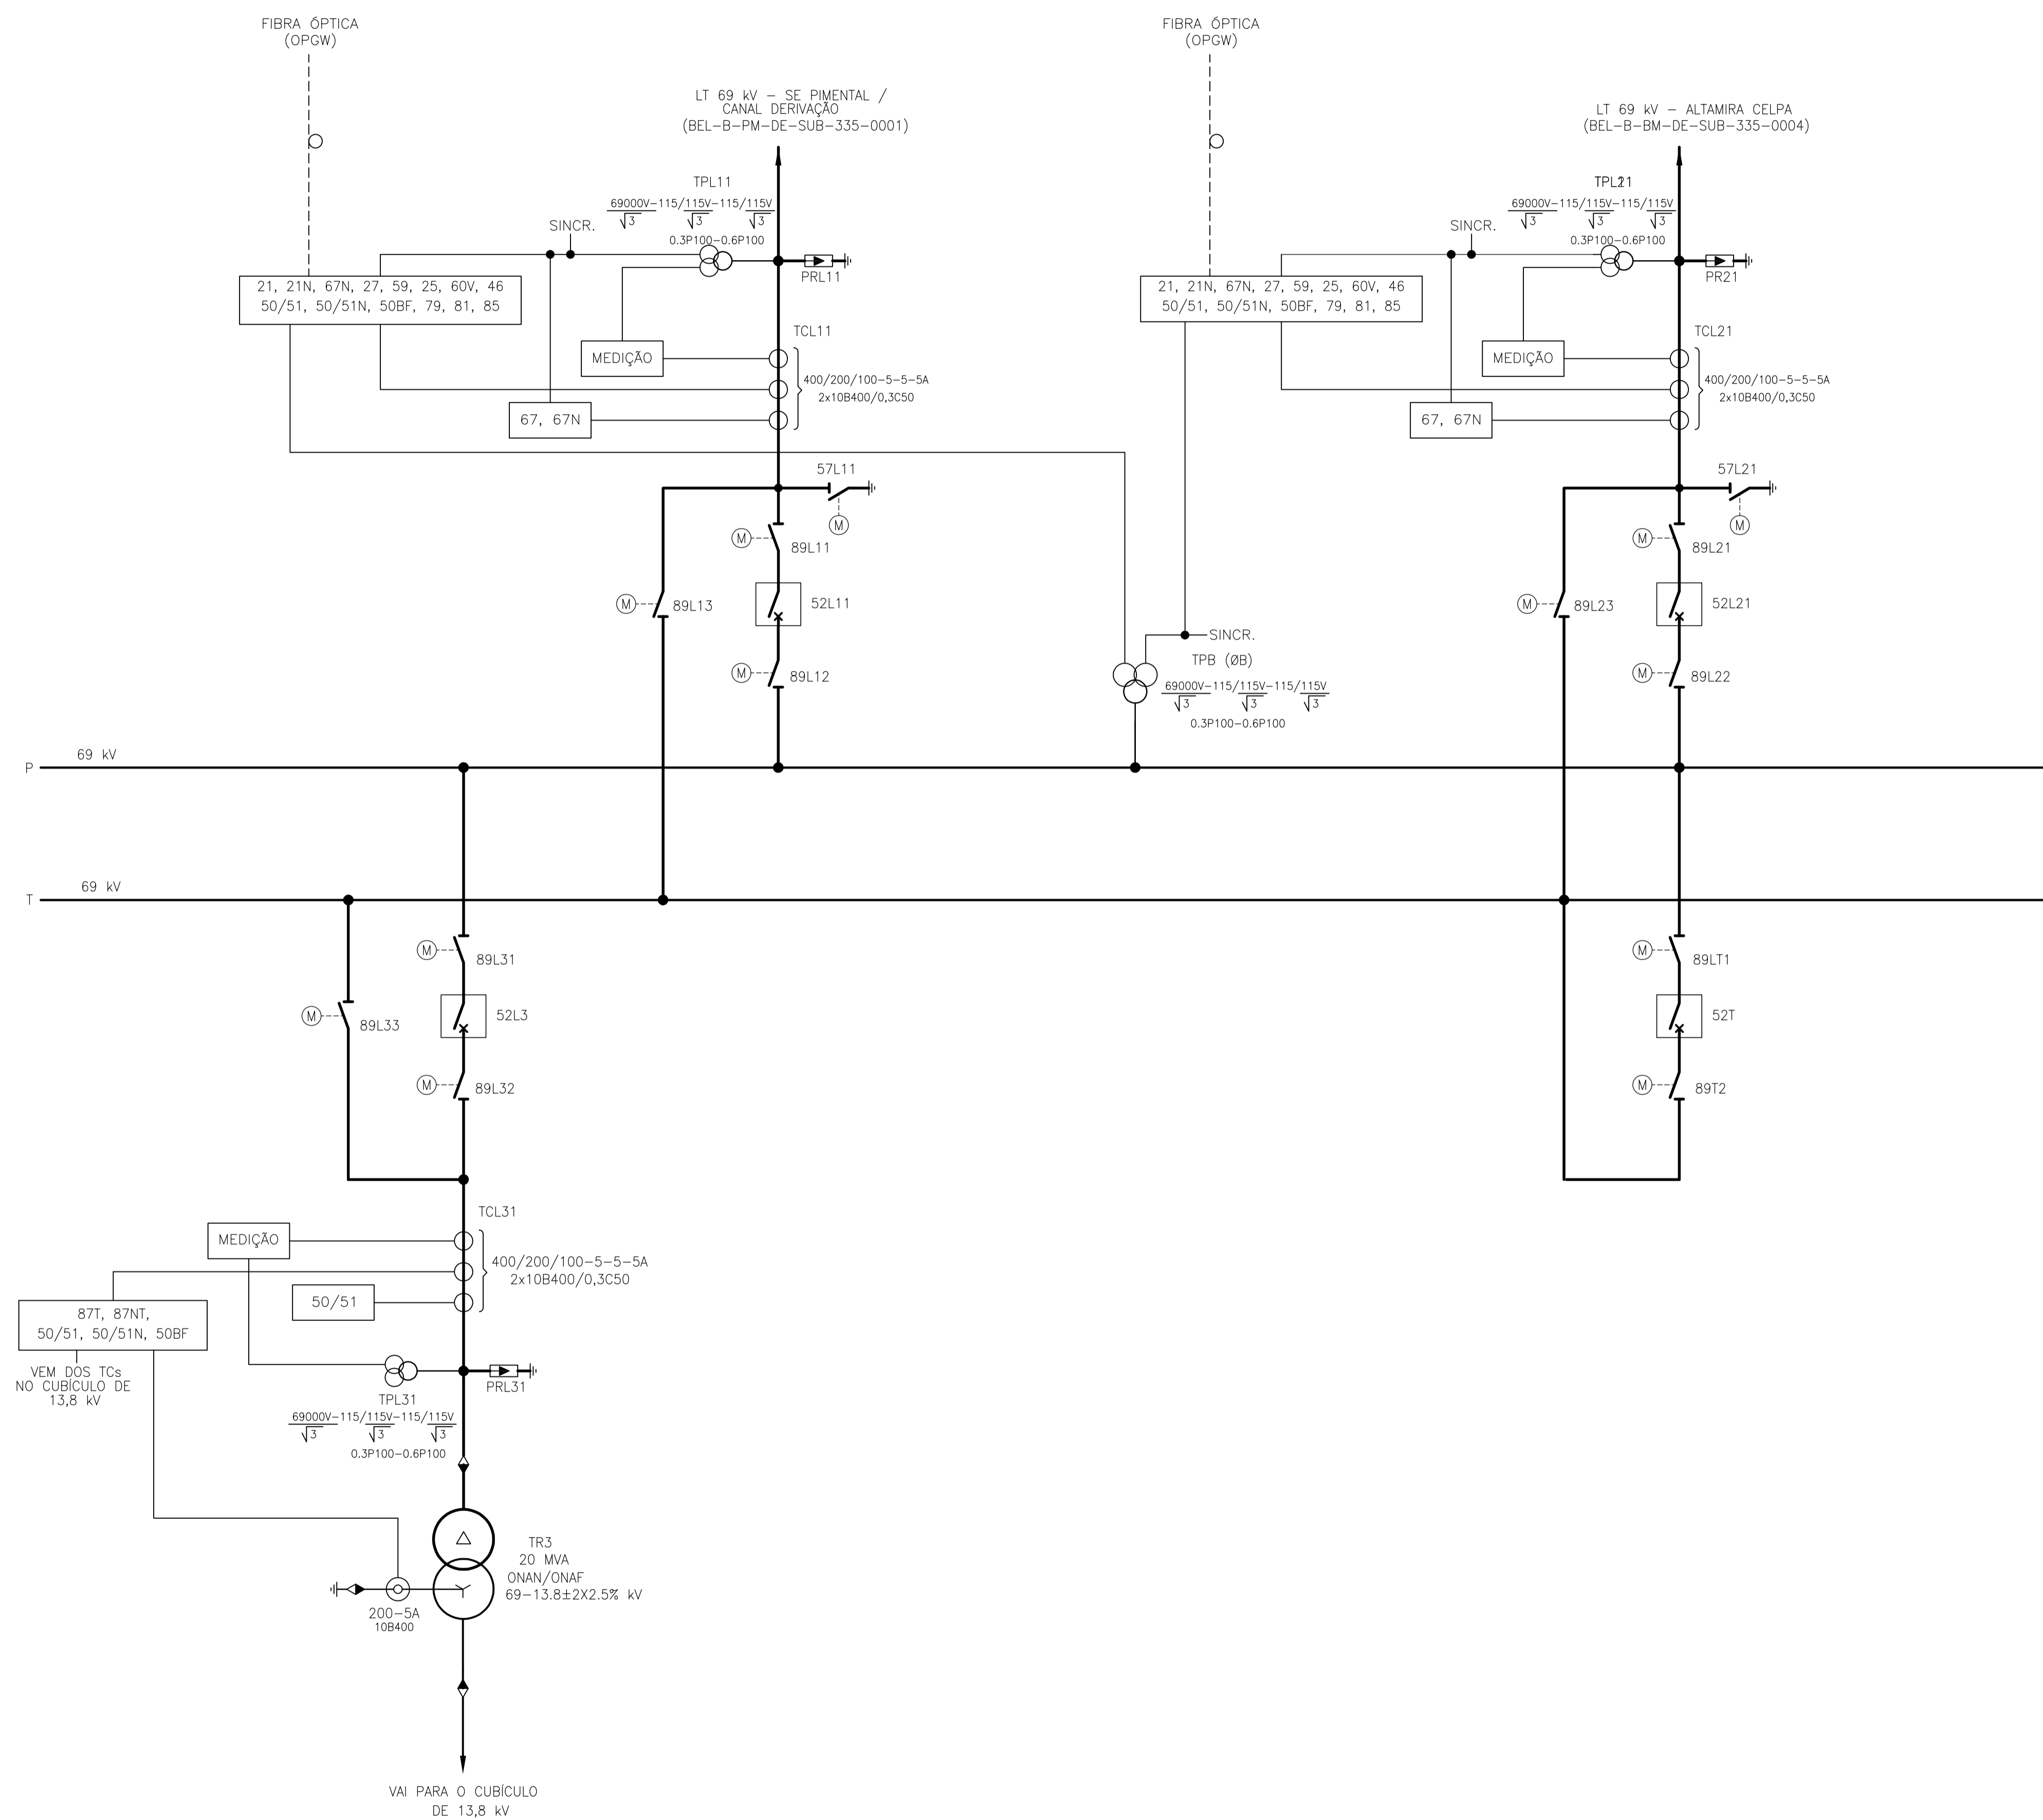 FIBRA ÓPTICA
(OPGW)
LT 69 kV – SE PIMENTAL /
CANAL DERIVAÇÃO
(BEL–B–PM–DE–SUB–335–0001)
TPL11
69000V–115/115V–115/115V
√3 √3 √3
0.3P100–0.6P100
SINCR.
PRL11
21, 21N, 67N, 27, 59, 25, 60V, 46
50/51, 50/51N, 50BF, 79, 81, 85
TCL11
MEDIÇÃO
400/200/100–5–5–5A
2x10B400/0,3C50
67, 67N
57L11
M
M
89L11
M
89L13
52L11
M
89L12
FIBRA ÓPTICA
(OPGW)
LT 69 kV – ALTAMIRA CELPA
(BEL–B–BM–DE–SUB–335–0004)
TPL21
69000V–115/115V–115/115V
√3 √3 √3
0.3P100–0.6P100
SINCR.
PR21
21, 21N, 67N, 27, 59, 25, 60V, 46
50/51, 50/51N, 50BF, 79, 81, 85
TCL21
MEDIÇÃO
400/200/100–5–5–5A
2x10B400/0,3C50
67, 67N
57L21
M
M
89L21
M
89L23
52L21
M
89L22
SINCR.
TPB (ØB)
69000V–115/115V–115/115V
√3 √3 √3
0.3P100–0.6P100
P
69 kV
T
69 kV
M
89L31
M
89L33
52L3
M
89L32
M
89LT1
52T
M
89T2
TCL31
MEDIÇÃO
400/200/100–5–5–5A
2x10B400/0,3C50
50/51
87T, 87NT,
50/51, 50/51N, 50BF
VEM DOS TCs
NO CUBÍCULO DE
13,8 kV
PRL31
TPL31
69000V–115/115V–115/115V
√3 √3 √3
0.3P100–0.6P100
TR3
20 MVA
ONAN/ONAF
69–13.8±2X2.5% kV
200–5A
10B400
VAI PARA O CUBÍCULO
DE 13,8 kV